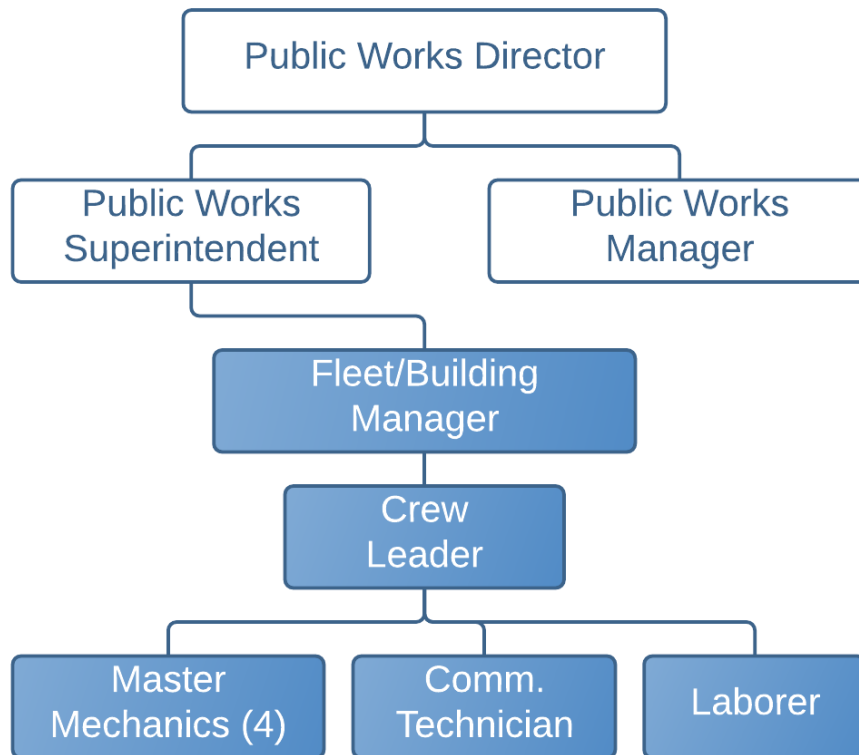 Public Works Director
Public Works
Superintendent
Public Works
Manager
Fleet/Building
Manager
Crew
Leader
Master
Mechanics (4)
Comm.
Technician
Laborer